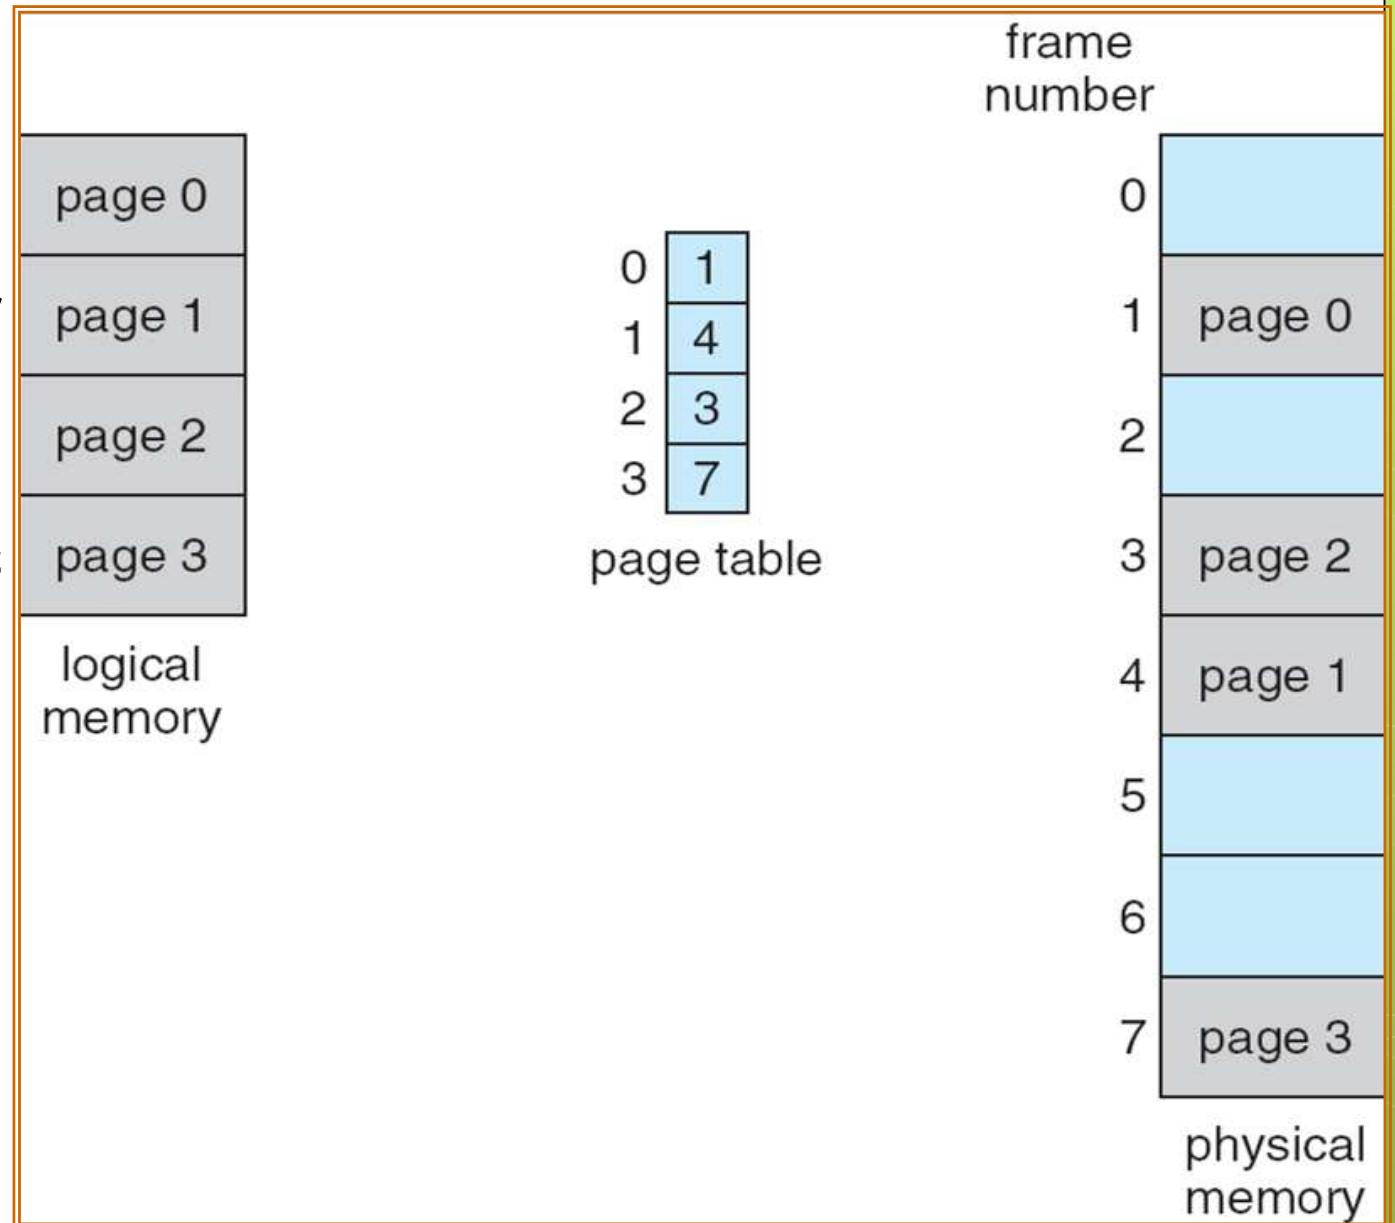 frame
number
page 0
page 1
page 2
page 3
logical
memory
0 1
1 4
2 3
3 7
page table
0
1 page 0
2
3 page 2
4 page 1
5
6
7 page 3
physical
memory